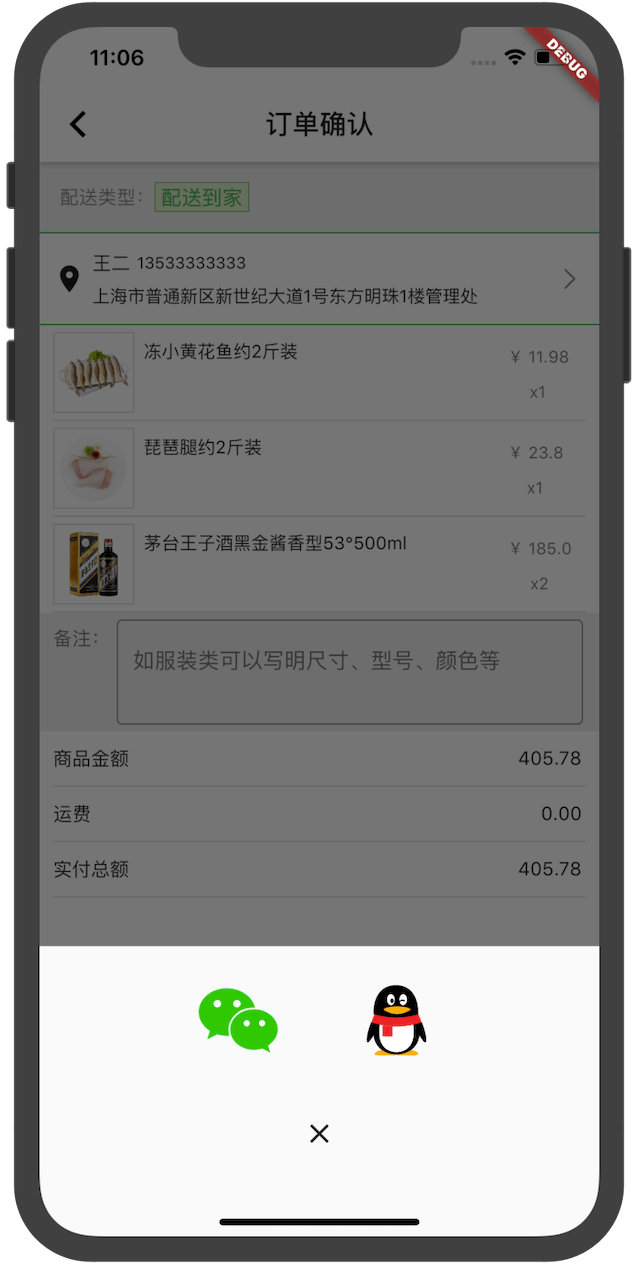 11:06
DEBUG
订单确认
配送类型：配送到家
王二 13533333333
上海市普通新区新世纪大道1号东方明珠1楼管理处
冻小黄花鱼约2斤装
¥ 11.98
x1
琵琶腿约2斤装
¥ 23.8
x1
茅台王子酒黑金酱香型53°500ml
¥ 185.0
x2
备注：
如服装类可以写明尺寸、型号、颜色等
商品金额 405.78
运费 0.00
实付总额 405.78